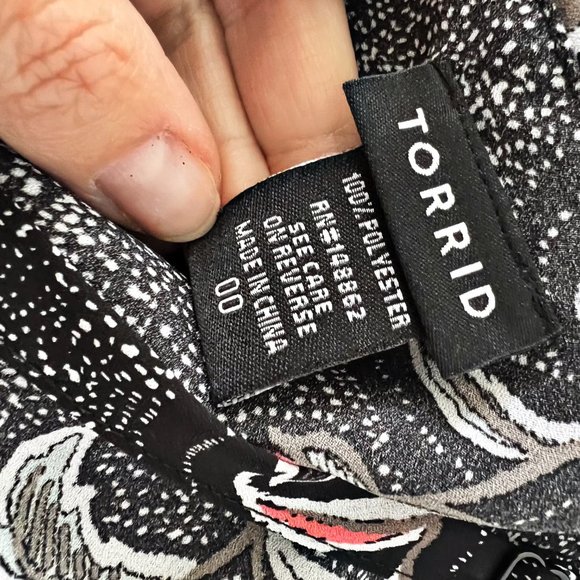 TORRID
100% POLYESTER
RN#148862
SEE CARE
ON REVERSE
MADE IN CHINA
00